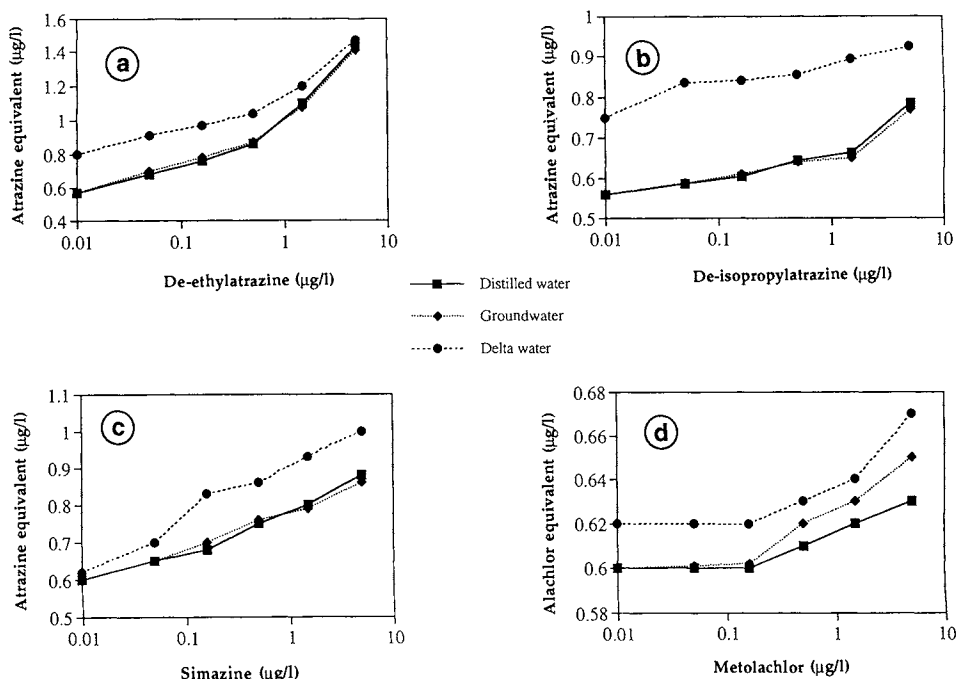 a
Atrazine equivalent (µg/l)
1.6
1.4
1.2
1
0.8
0.6
0.4
0.01
0.1
1
10
De-ethylatrazine (µg/l)
b
Atrazine equivalent (µg/l)
1
0.9
0.8
0.7
0.6
0.5
0.01
0.1
1
10
De-isopropylatrazine (µg/l)
Distilled water
Groundwater
Delta water
c
Atrazine equivalent (µg/l)
1.1
1
0.9
0.8
0.7
0.6
0.5
0.01
0.1
1
10
Simazine (µg/l)
d
Alachlor equivalent (µg/l)
0.68
0.66
0.64
0.62
0.6
0.58
0.01
0.1
1
10
Metolachlor (µg/l)